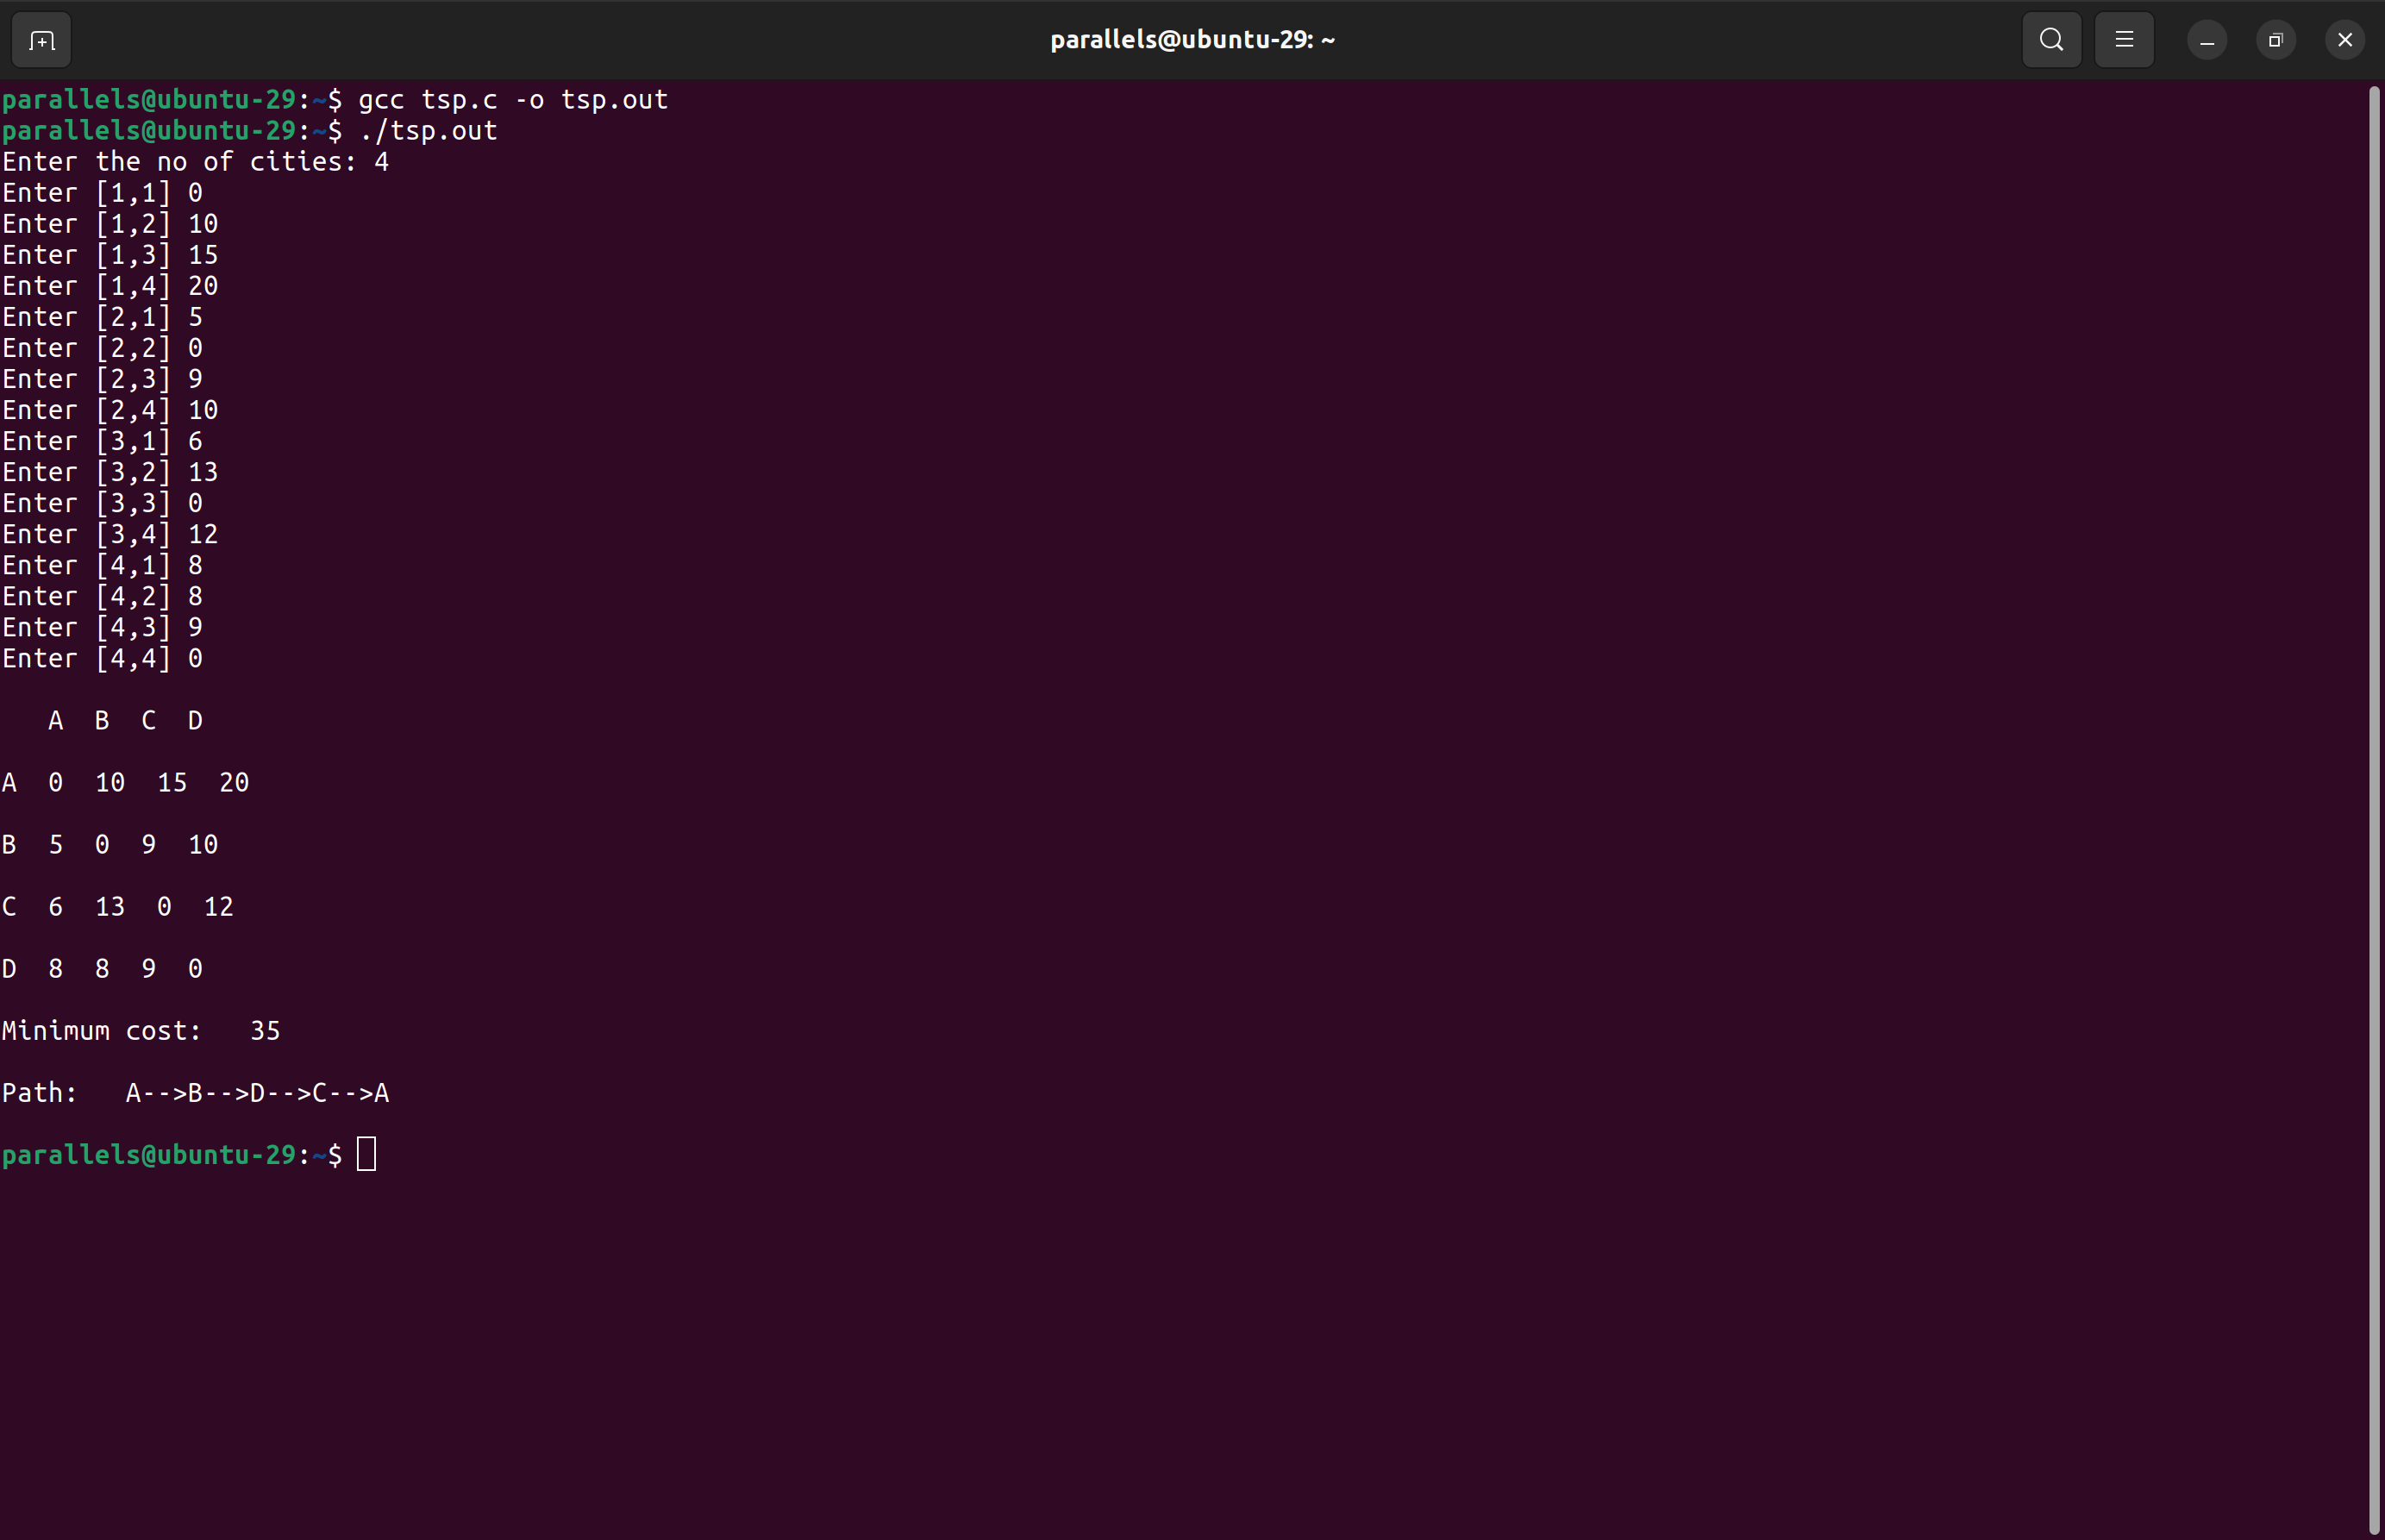 parallels@ubuntu-29: ~
parallels@ubuntu-29:~$ gcc tsp.c -o tsp.out
parallels@ubuntu-29:~$ ./tsp.out
Enter the no of cities: 4
Enter [1,1] 0
Enter [1,2] 10
Enter [1,3] 15
Enter [1,4] 20
Enter [2,1] 5
Enter [2,2] 0
Enter [2,3] 9
Enter [2,4] 10
Enter [3,1] 6
Enter [3,2] 13
Enter [3,3] 0
Enter [3,4] 12
Enter [4,1] 8
Enter [4,2] 8
Enter [4,3] 9
Enter [4,4] 0
   A  B  C  D
A  0  10  15  20
B  5  0  9  10
C  6  13  0  12
D  8  8  9  0
Minimum cost:   35
Path:   A-->B-->D-->C-->A
parallels@ubuntu-29:~$